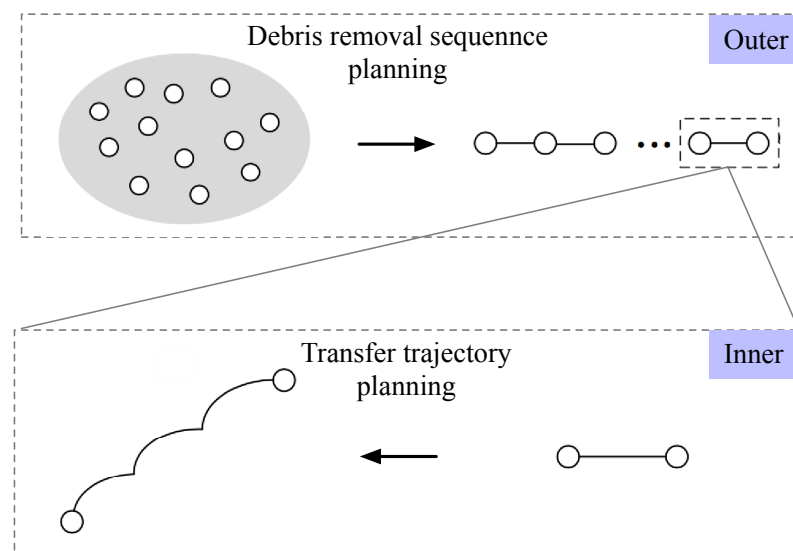 Debris removal sequennce
planning
Outer
Transfer trajectory
planning
Inner